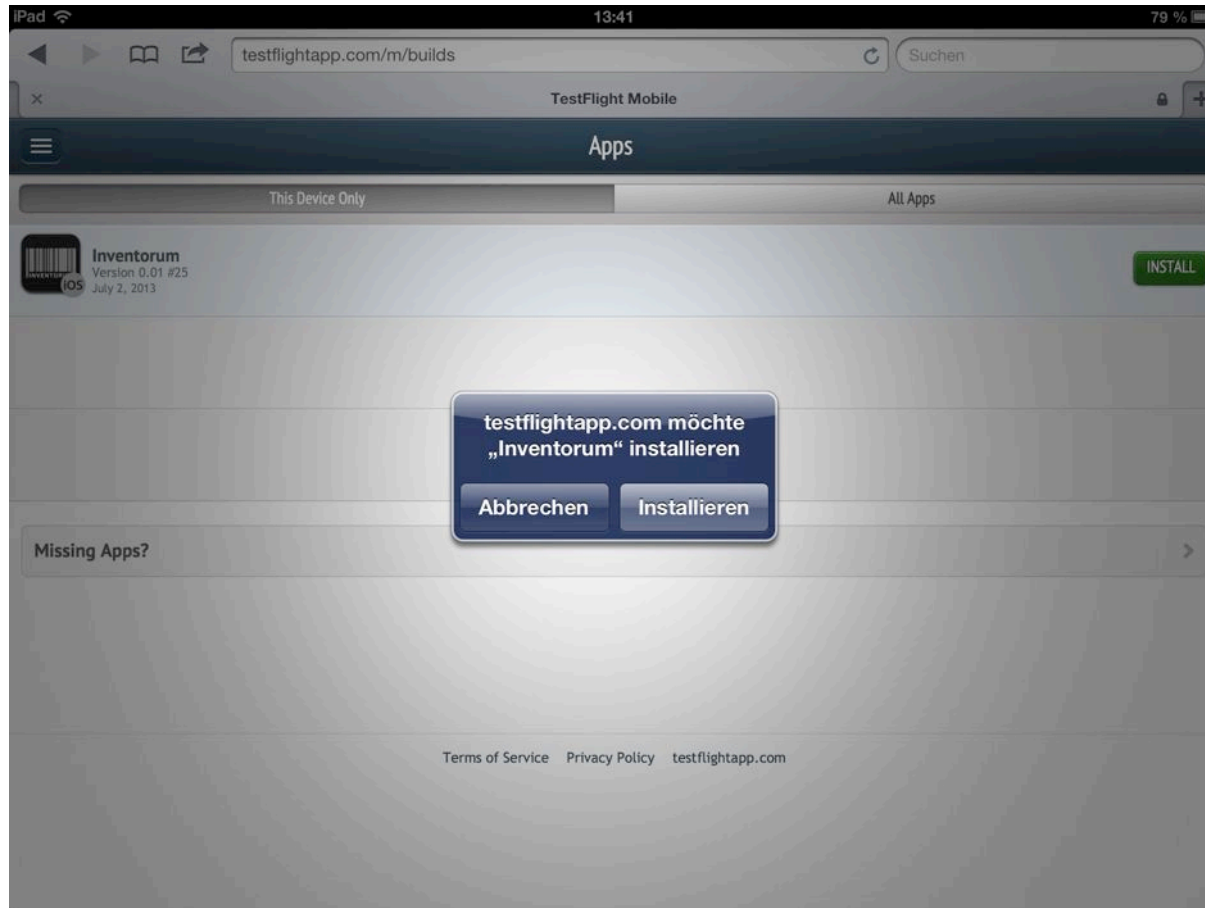 iPad 13:41 79 %
testflightapp.com/m/builds Suchen
TestFlight Mobile
Apps
This Device Only All Apps
Inventorum
Version 0.01 #25
July 2, 2013
iOS
INSTALL
testflightapp.com möchte
„Inventorum“ installieren
Abbrechen Installieren
Missing Apps?
Terms of Service Privacy Policy testflightapp.com